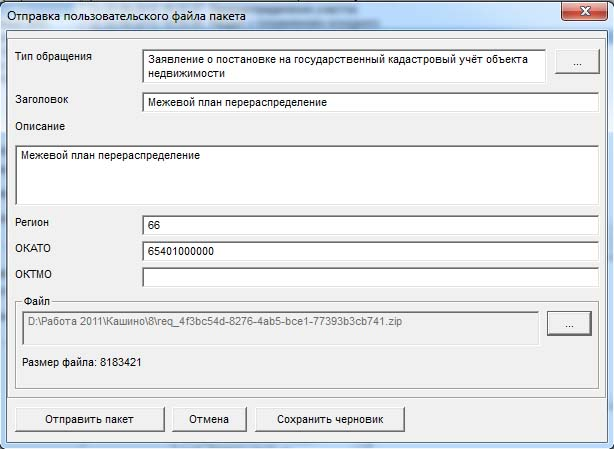 Отправка пользовательского файла пакета
Тип обращения
Заявление о постановке на государственный кадастровый учёт объекта
недвижимости
...
Заголовок
Межевой план перераспределение
Описание
Межевой план перераспределение
Регион
66
ОКАТО
65401000000
ОКТМО
Файл
D:\Работа 2011\Кашино\8\req_4f3bc54d-8276-4ab5-bce1-77393b3cb741.zip
...
Размер файла: 8183421
Отправить пакет
Отмена
Сохранить черновик